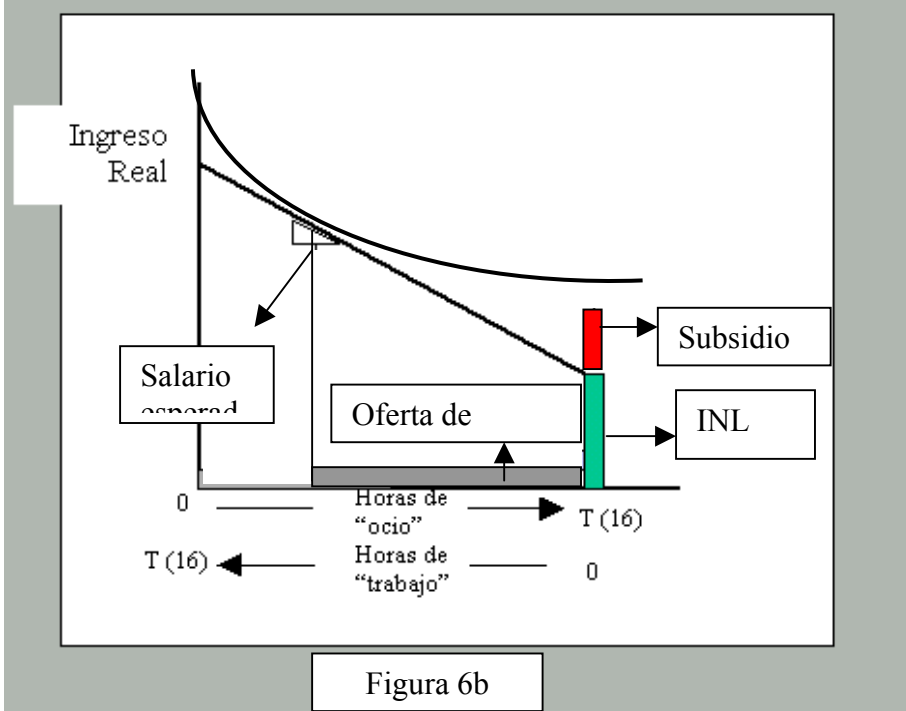 Ingreso
Real
Subsidio
Salario
Oferta de
INL
0
Horas de
“ocio”
T (16)
T (16)
Horas de
“trabajo”
0
Figura 6b